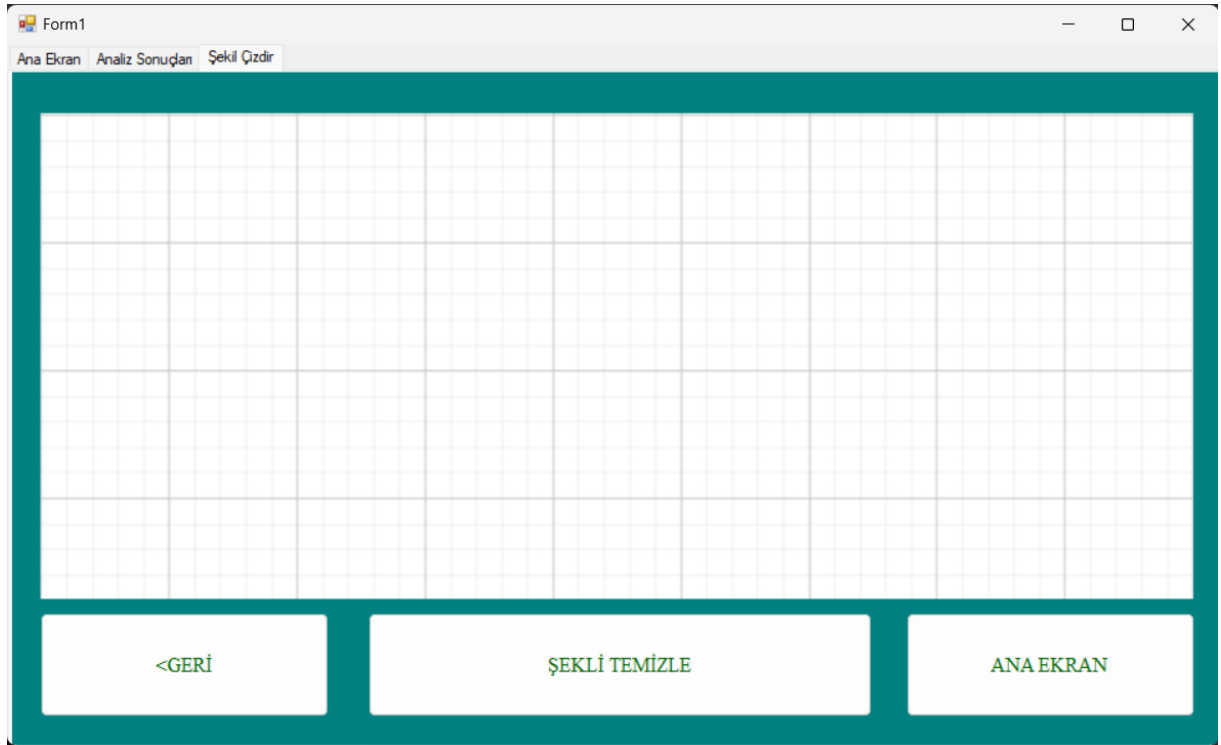 Form1
Ana Ekran Analiz Sonuçları Şekil Çizdir
<GERİ ŞEKLİ TEMİZLE ANA EKRAN